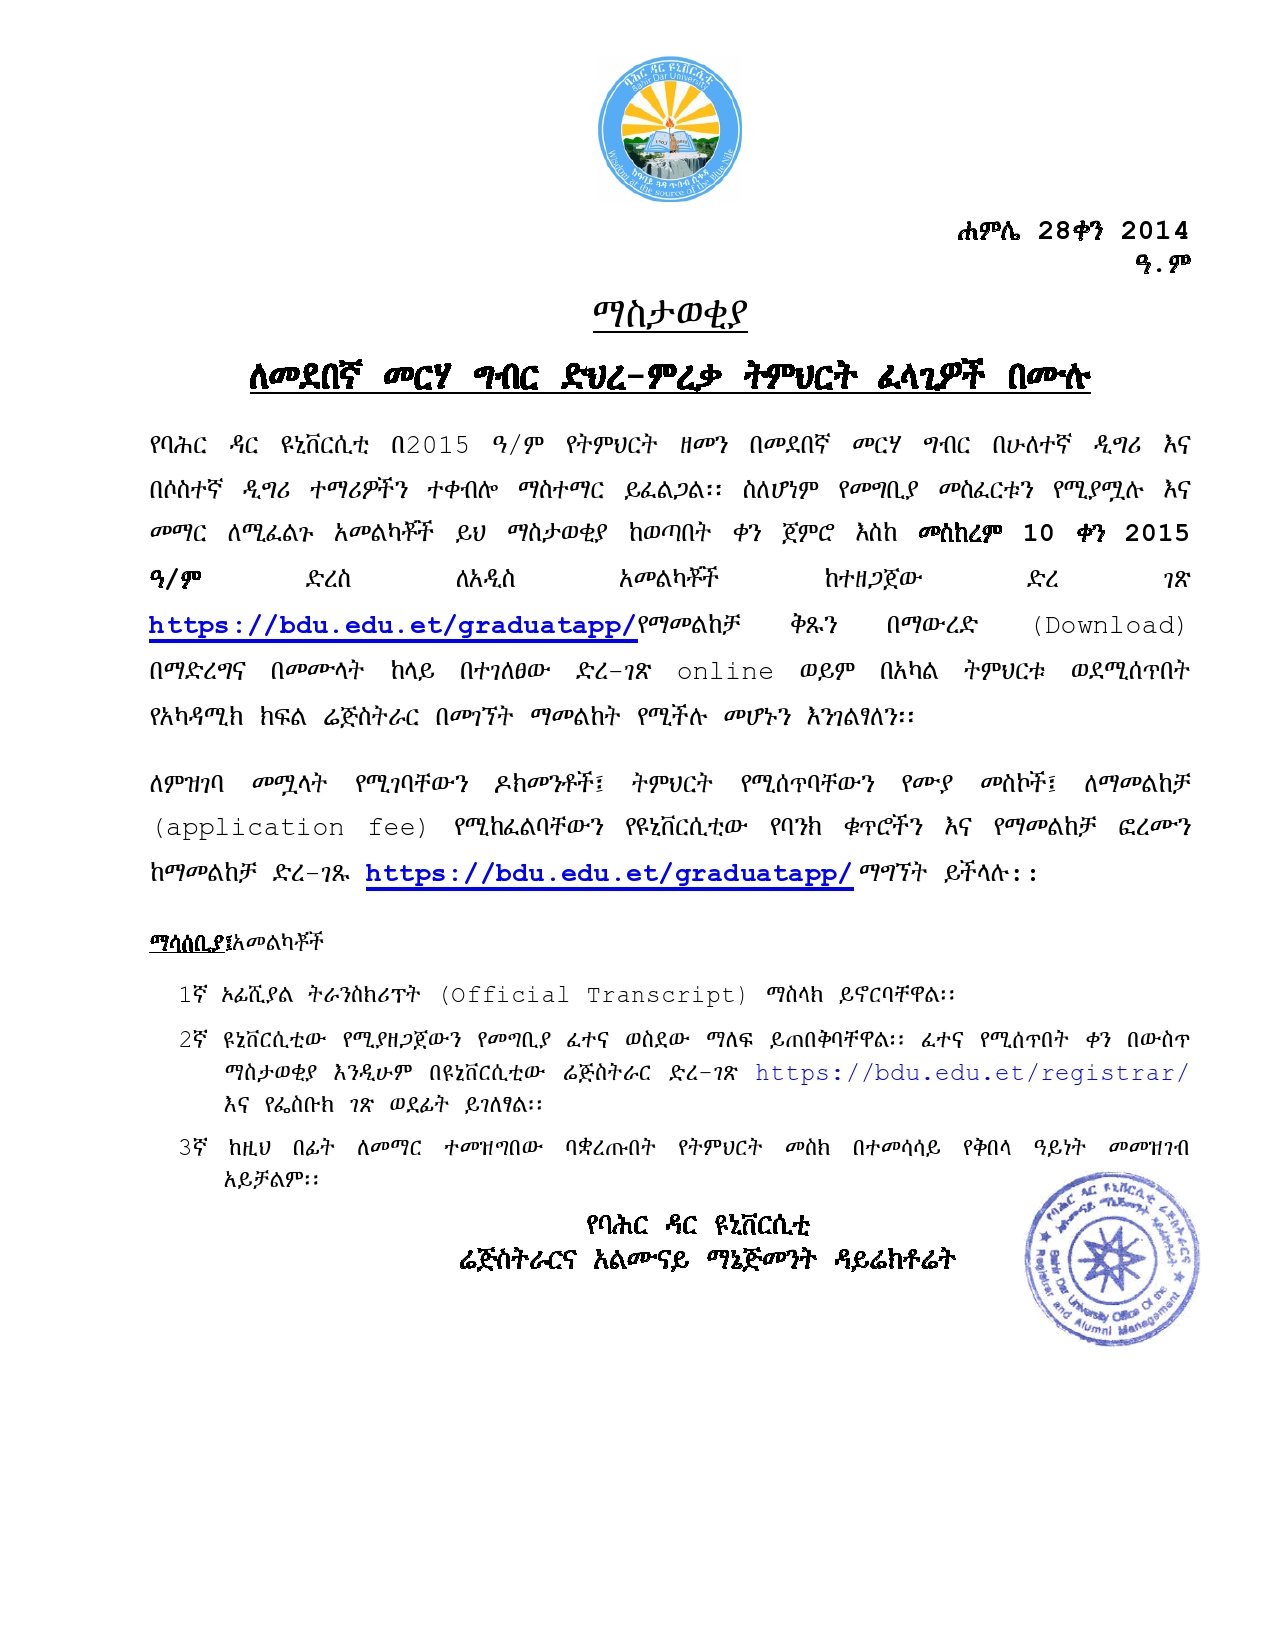 ባሕር ዳር ዩኒቨርሲቲ
Bahir Dar University
Wisdom at the source of the Blue Nile
ሐምሌ 28ቀን 2014
ዓ.ም
ማስታወቂያ
ለመደበኛ መርሃ ግብር ድህረ-ምረቃ ትምህርት ፈላጊዎች በሙሉ
የባሕር ዳር ዩኒቨርሲቲ በ2015 ዓ/ም የትምህርት ዘመን በመደበኛ መርሃ ግብር በሁለተኛ ዲግሪ እና
በሶስተኛ ዲግሪ ተማሪዎችን ተቀብሎ ማስተማር ይፈልጋል፡፡ ስለሆነም የመግቢያ መስፈርቱን የሚያሟሉ እና
መማር ለሚፈልጉ አመልካቾች ይህ ማስታወቂያ ከወጣበት ቀን ጀምሮ እስከ መስከረም 10 ቀን 2015
ዓ/ም ድረስ ለአዲስ አመልካቾች ከተዘጋጀው ድረ ገጽ
https://bdu.edu.et/graduatapp/የማመልከቻ ቅጹን በማውረድ (Download)
በማድረግና በመሙላት ከላይ በተገለፀው ድረ-ገጽ online ወይም በአካል ትምህርቱ ወደሚሰጥበት
የአካዳሚክ ክፍል ሬጅስትራር በመገኘት ማመልከት የሚችሉ መሆኑን እንገልፃለን፡፡
ለምዝገባ መሟላት የሚገባቸውን ዶክመንቶች፤ ትምህርት የሚሰጥባቸውን የሙያ መስኮች፤ ለማመልከቻ
(application fee) የሚከፈልባቸውን የዩኒቨርሲቲው የባንክ ቁጥሮችን እና የማመልከቻ ፎረሙን
ከማመልከቻ ድረ-ገጹ https://bdu.edu.et/graduatapp/ ማግኘት ይችላሉ::
ማሳሰቢያ፤አመልካቾች
1ኛ ኦፊሺያል ትራንስክሪፕት (Official Transcript) ማስላክ ይኖርባቸዋል፡፡
2ኛ ዩኒቨርሲቲው የሚያዘጋጀውን የመግቢያ ፈተና ወስደው ማለፍ ይጠበቅባቸዋል፡፡ ፈተና የሚሰጥበት ቀን በውስጥ
ማስታወቂያ እንዲሁም በዩኒቨርሲቲው ሬጅስትራር ድረ-ገጽ https://bdu.edu.et/registrar/
እና የፌስቡክ ገጽ ወደፊት ይገለፃል፡፡
3ኛ ከዚህ በፊት ለመማር ተመዝግበው ባቋረጡበት የትምህርት መስክ በተመሳሳይ የቅበላ ዓይነት መመዝገብ
አይቻልም፡፡
የባሕር ዳር ዩኒቨርሲቲ
ሬጅስትራርና አልሙናይ ማኔጅመንት ዳይሬክቶሬት
Bahir Dar University Office Of the
Registrar and Alumni Management